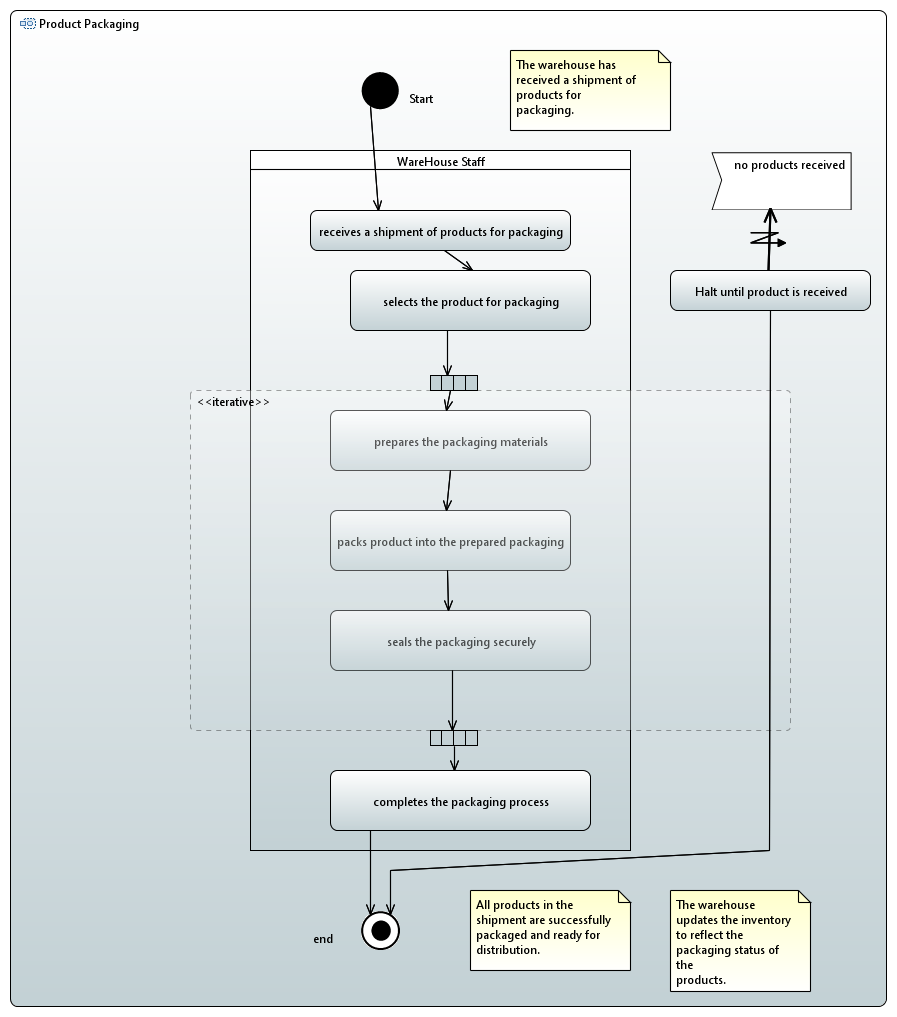 Product Packaging
The warehouse has
received a shipment of
products for
packaging.
Start
WareHouse Staff
no products received
receives a shipment of products for packaging
selects the product for packaging
Halt until product is received
<<iterative>>
prepares the packaging materials
packs product into the prepared packaging
seals the packaging securely
completes the packaging process
end
All products in the
shipment are successfully
packaged and ready for
distribution.
The warehouse
updates the inventory
to reflect the
packaging status of
the
products.